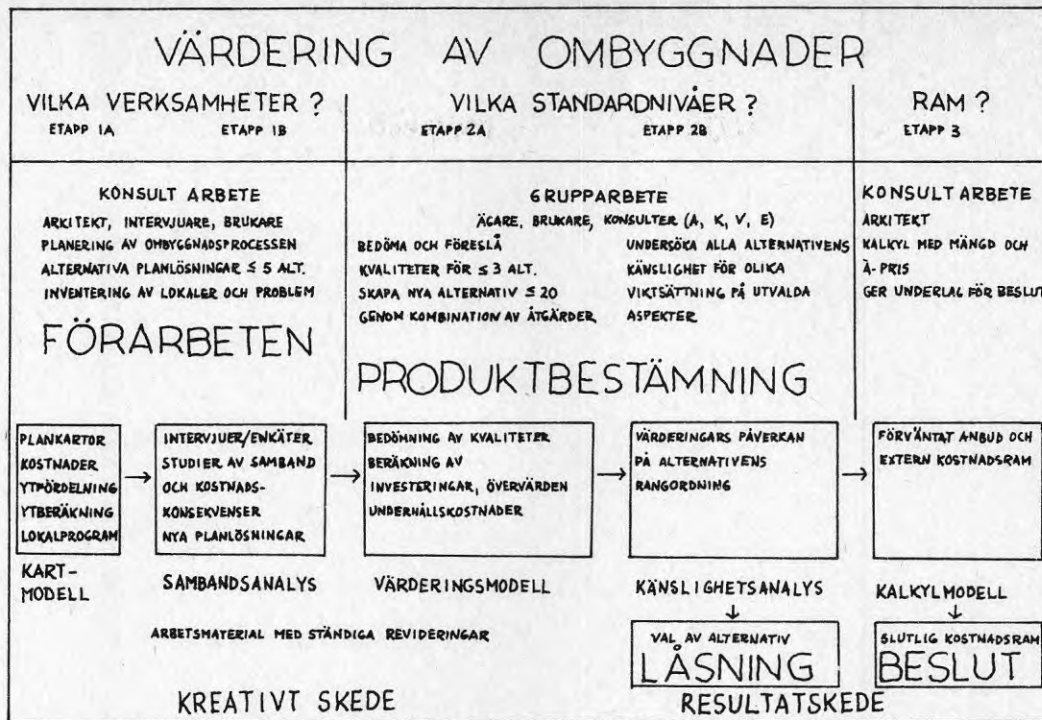 VÄRDERING AV OMBYGGNADER
VILKA VERKSAMHETER ?
ETAPP 1A ETAPP 1B
VILKA STANDARDNIVÅER ?
ETAPP 2A ETAPP 2B
RAM ?
ETAPP 3
KONSULT ARBETE
ARKITEKT, INTERVJUARE, BRUKARE
PLANERING AV OMBYGGNADSPROCESSEN
ALTERNATIVA PLANLÖSNINGAR ≤ 5 ALT.
INVENTERING AV LOKALER OCH PROBLEM
FÖRARBETEN
GRUPPARBETE
ÄGARE, BRUKARE, KONSULTER (A, K, V, E)
BEDÖMA OCH FÖRESLÅ
KVALITETER FÖR ≤ 3 ALT.
SKAPA NYA ALTERNATIV ≤ 20
GENOM KOMBINATION AV ÅTGÄRDER
UNDERSÖKA ALLA ALTERNATIVENS
KÄNSLIGHET FÖR OLIKA
VIKTSÄTTNING PÅ UTVALDA
ASPEKTER
PRODUKTBESTÄMNING
KONSULT ARBETE
ARKITEKT
KALKYL MED MÄNGD OCH
À-PRIS
GER UNDERLAG FÖR BESLUT
PLANKARTOR
KOSTNADER
YTFÖRDELNING
YTBERÄKNING
LOKALPROGRAM
KART-
MODELL
INTERVJUER/ENKÄTER
STUDIER AV SAMBAND
OCH KOSTNADS-
KONSEKVENSER
NYA PLANLÖSNINGAR
SAMBANDSANALYS
BEDÖMNING AV KVALITETER
BERÄKNING AV
INVESTERINGAR, ÖVERVÄRDEN
UNDERHÅLLSKOSTNADER
VÄRDERINGSMODELL
VÄRDERINGARS PÅVERKAN
PÅ ALTERNATIVENS
RANGORDNING
KÄNSLIGHETSANALYS
FÖRVÄNTAT ANBUD OCH
EXTERN KOSTNADSRAM
KALKYLMODELL
ARBETSMATERIAL MED STÄNDIGA REVIDERINGAR
VAL AV ALTERNATIV
LÅSNING
SLUTLIG KOSTNADSRAM
BESLUT
KREATIVT SKEDE
RESULTATSKEDE